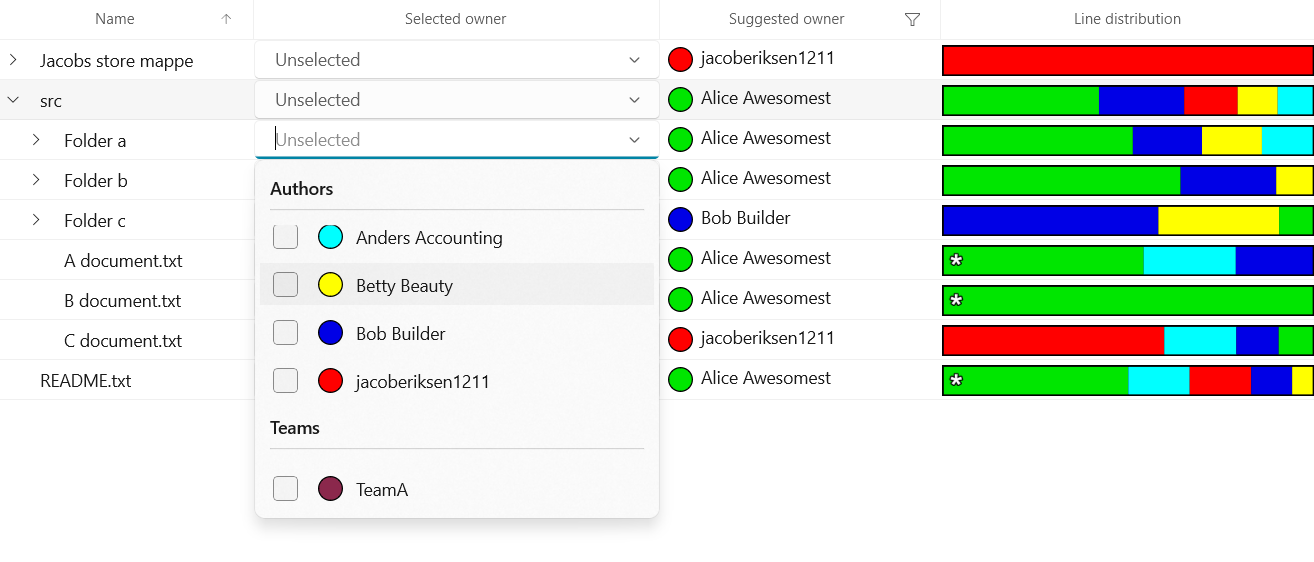 Name Selected owner Suggested owner Line distribution
Jacobs store mappe Unselected jacoberiksen1211
src Unselected Alice Awesomest
Folder a Unselected Alice Awesomest
Folder b Alice Awesomest
Folder c Bob Builder
A document.txt Alice Awesomest *
B document.txt Alice Awesomest *
C document.txt jacoberiksen1211
README.txt Alice Awesomest *
Authors
Anders Accounting
Betty Beauty
Bob Builder
jacoberiksen1211
Teams
TeamA